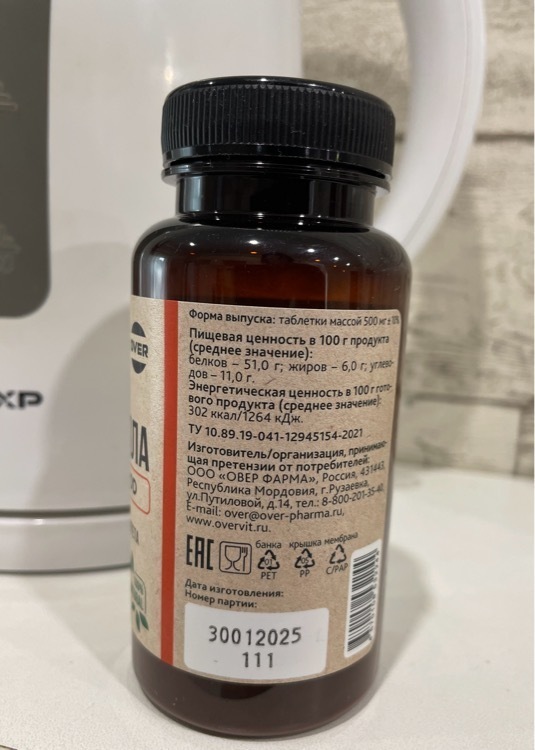 Форма выпуска: таблетки массой 500 мг ± 10%
Пищевая ценность в 100 г продукта
(среднее значение):
белков – 51,0 г; жиров – 6,0 г; углево-
дов – 11,0 г.
Энергетическая ценность в 100 г гото-
вого продукта (среднее значение):
302 ккал/1264 кДж.
ТУ 10.89.19-041-12945154-2021
Изготовитель/организация, принимаю-
щая претензии от потребителей:
ООО «ОВЕР ФАРМА», Россия, 431443,
Республика Мордовия, г.Рузаевка,
ул.Путиловой, д.14, тел.: 8-800-201-35-40,
E-mail: over@over-pharma.ru,
www.overvit.ru.
EAC
банка крышка мембрана
01 05
PET PP C/PAP
Дата изготовления:
Номер партии:
30012025
111
OVER
XP